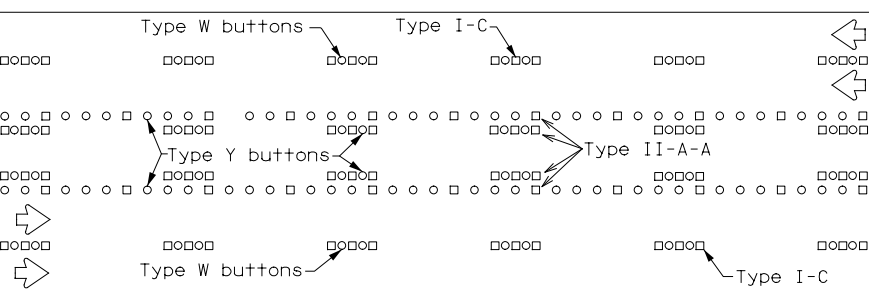 Type W buttons
Type I-C
Type Y buttons
Type II-A-A
Type W buttons
Type I-C